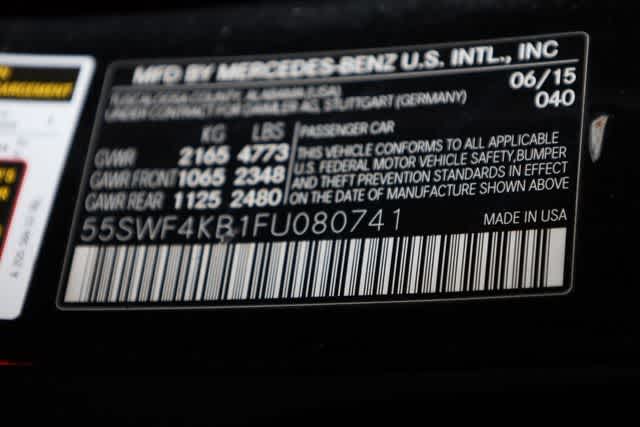 MFD BY MERCEDES-BENZ U.S. INTL., INC
TUSCALOOSA COUNTY, ALABAMA (USA)
UNDER CONTRACT FOR DAIMLER AG, STUTTGART (GERMANY)
06/15
040
KG LBS
GVWR 2165 4773
GAWR FRONT 1065 2348
GAWR REAR 1125 2480
PASSENGER CAR
THIS VEHICLE CONFORMS TO ALL APPLICABLE
U.S. FEDERAL MOTOR VEHICLE SAFETY, BUMPER
AND THEFT PREVENTION STANDARDS IN EFFECT
ON THE DATE OF MANUFACTURE SHOWN ABOVE
55SWF4KB1FU080741
MADE IN USA